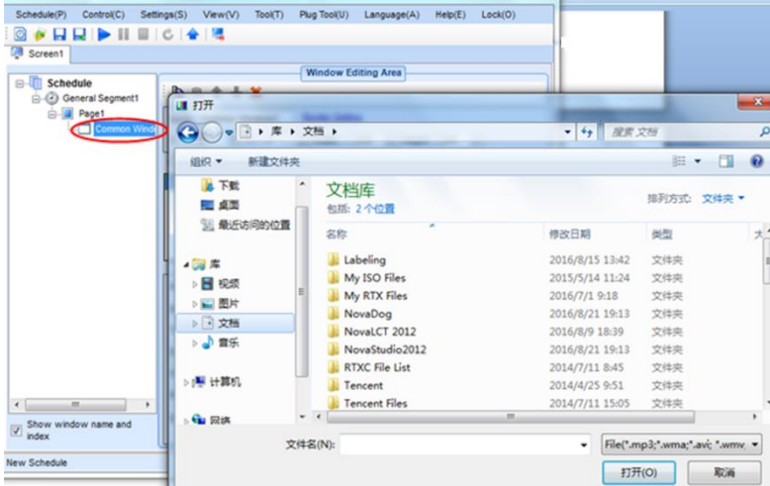 Schedule(P) Control(C) Settings(S) View(V) Tool(T) Plug Tool(U) Language(A) Help(E) Lock(O)
Screen1
Window Editing Area
Schedule
General Segment1
Page1
Common Windo
打开
库 文档
搜索 文档
组织 新建文件夹
下载
桌面
最近访问的位置
库
视频
图片
文档
音乐
计算机
网络
文档库
包括: 2 个位置
排列方式: 文件夹
名称 修改日期 类型 大
Labeling 2016/8/15 13:42 文件夹
My ISO Files 2015/5/14 11:24 文件夹
My RTX Files 2016/7/1 9:18 文件夹
NovaDog 2016/8/21 19:13 文件夹
NovaLCT 2012 2016/8/9 18:39 文件夹
NovaStudio2012 2016/8/21 19:13 文件夹
RTXC File List 2014/7/11 8:45 文件夹
Tencent 2014/4/25 9:51 文件夹
Tencent Files 2014/7/11 15:05 文件夹
Show window name and
index
文件名(N): File(*.mp3;*.wma;*.avi; *.wmv;
打开(O) 取消
New Schedule